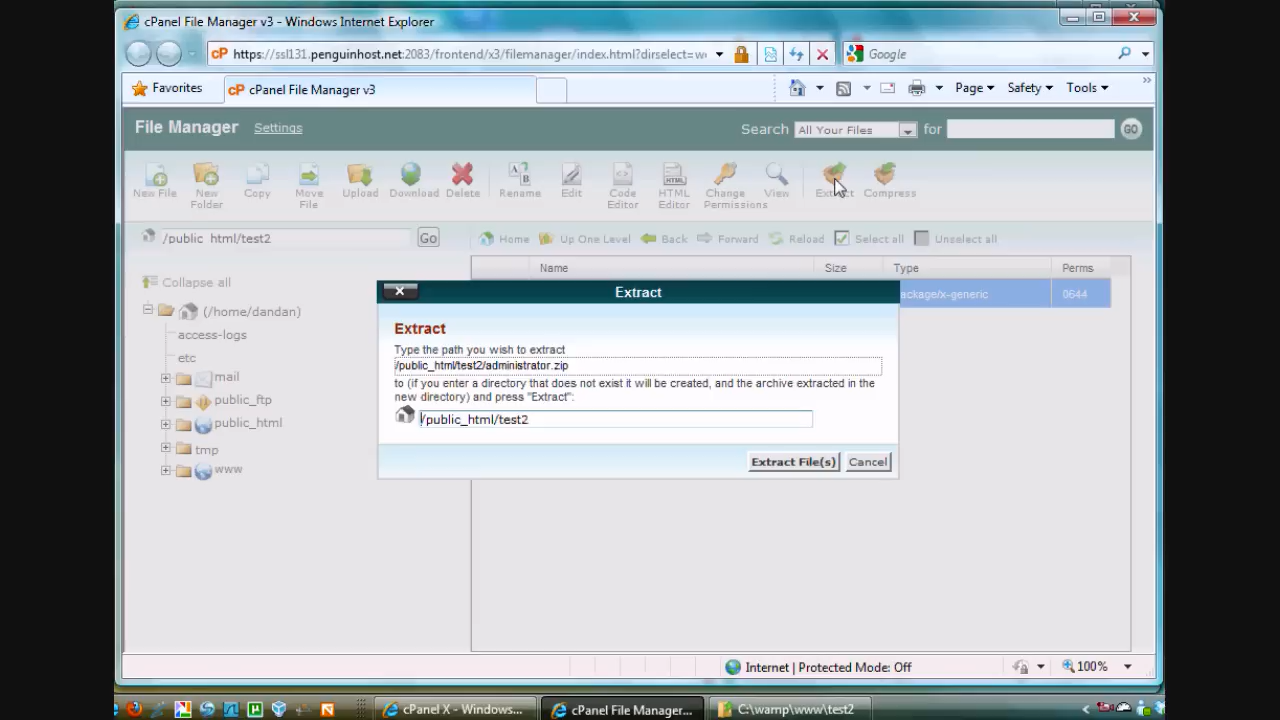 cPanel File Manager v3 - Windows Internet Explorer
cP https://ssl131.penguinhost.net:2083/frontend/x3/filemanager/index.html?dirselect=w
Google
Favorites
cP cPanel File Manager v3
Page
Safety
Tools
File Manager
Settings
Search
All Your Files
for
GO
New File
New Folder
Copy
Move File
Upload
Download
Delete
Rename
Edit
Code Editor
HTML Editor
Change Permissions
View
Extract
Compress
/public_html/test2
Go
Home
Up One Level
Back
Forward
Reload
Select all
Unselect all
Collapse all
Name
Size
Type
Perms
ackage/x-generic
0644
(/home/dandan)
access-logs
etc
mail
public_ftp
public_html
tmp
www
Extract
Extract
Type the path you wish to extract
/public_html/test2/administrator.zip
to (if you enter a directory that does not exist it will be created, and the archive extracted in the
new directory) and press "Extract":
/public_html/test2
Extract File(s)
Cancel
Internet | Protected Mode: Off
100%
cPanel X - Windows...
cPanel File Manager...
C:\wamp\www\test2